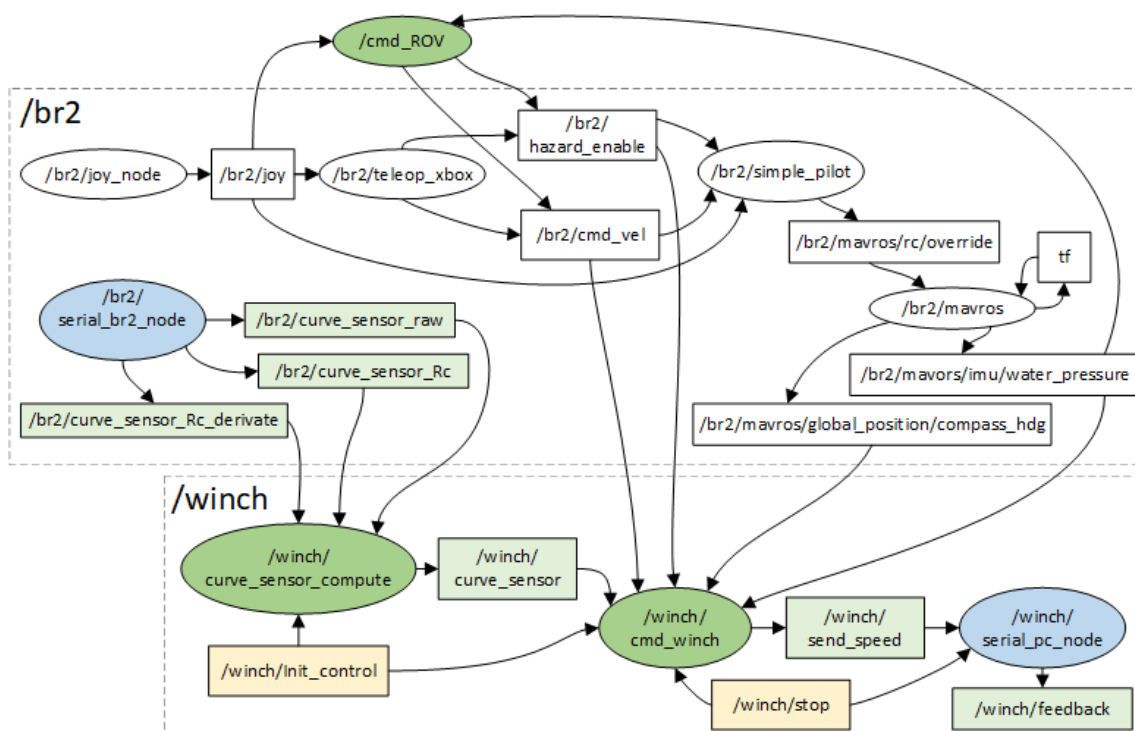 /cmd_ROV
/br2
/br2/
hazard_enable
/br2/joy_node
/br2/joy
/br2/teleop_xbox
/br2/simple_pilot
/br2/cmd_vel
/br2/mavros/rc/override
tf
/br2/
serial_br2_node
/br2/curve_sensor_raw
/br2/mavros
/br2/curve_sensor_Rc
/br2/mavors/imu/water_pressure
/br2/curve_sensor_Rc_derivate
/br2/mavros/global_position/compass_hdg
/winch
/winch/
curve_sensor_compute
/winch/
curve_sensor
/winch/
cmd_winch
/winch/
send_speed
/winch/
serial_pc_node
/winch/Init_control
/winch/stop
/winch/feedback